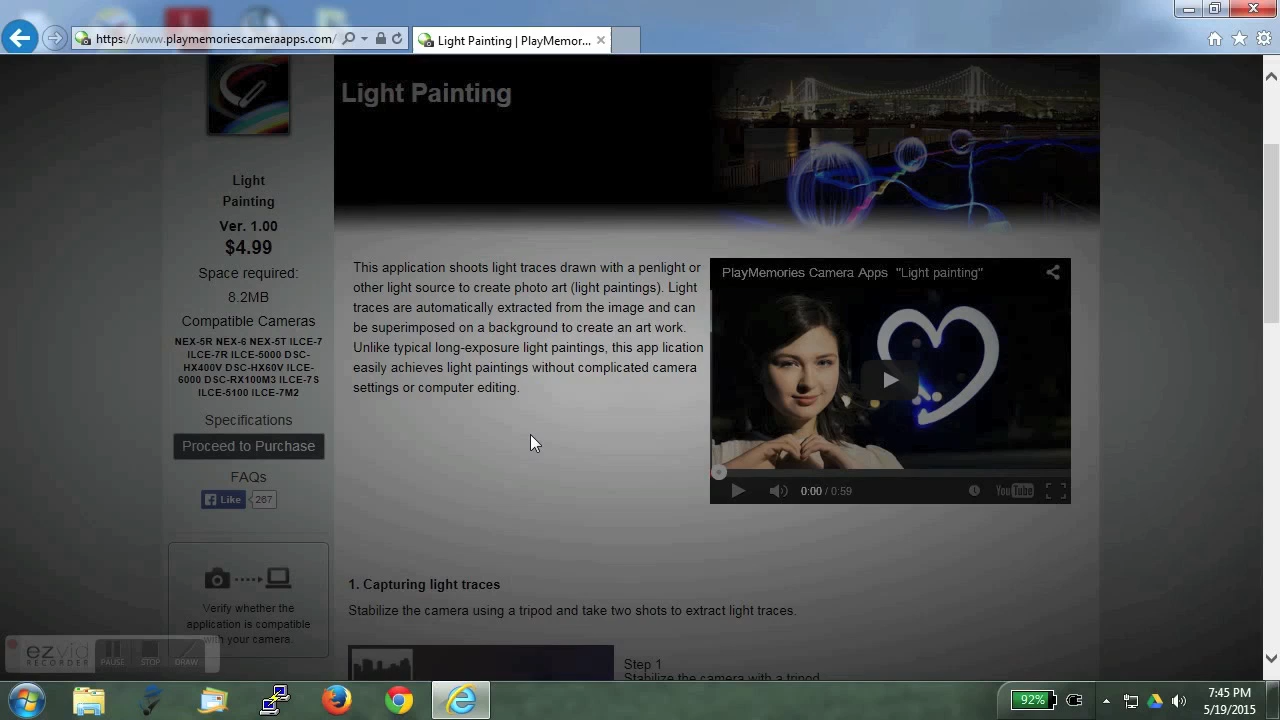 https://www.playmemoriescameraapps.com/
Light Painting | PlayMemor...
Light Painting
Light
Painting
Ver. 1.00
$4.99
Space required:
8.2MB
Compatible Cameras
NEX-5R NEX-6 NEX-5T ILCE-7
ILCE-7R ILCE-5000 DSC-
HX400V DSC-HX60V ILCE-
6000 DSC-RX100M3 ILCE-7S
ILCE-5100 ILCE-7M2
Specifications
Proceed to Purchase
FAQs
Like 267
Verify whether the
application is compatible
with your camera.
This application shoots light traces drawn with a penlight or
other light source to create photo art (light paintings). Light
traces are automatically extracted from the image and can
be superimposed on a background to create an art work.
Unlike typical long-exposure light paintings, this app lication
easily achieves light paintings without complicated camera
settings or computer editing.
PlayMemories Camera Apps "Light painting"
0:00 / 0:59
YouTube
1. Capturing light traces
Stabilize the camera using a tripod and take two shots to extract light traces.
Step 1
Stabilize the camera with a tripod
ezvid
RECORDER
PAUSE
STOP
DRAW
92%
7:45 PM
5/19/2015